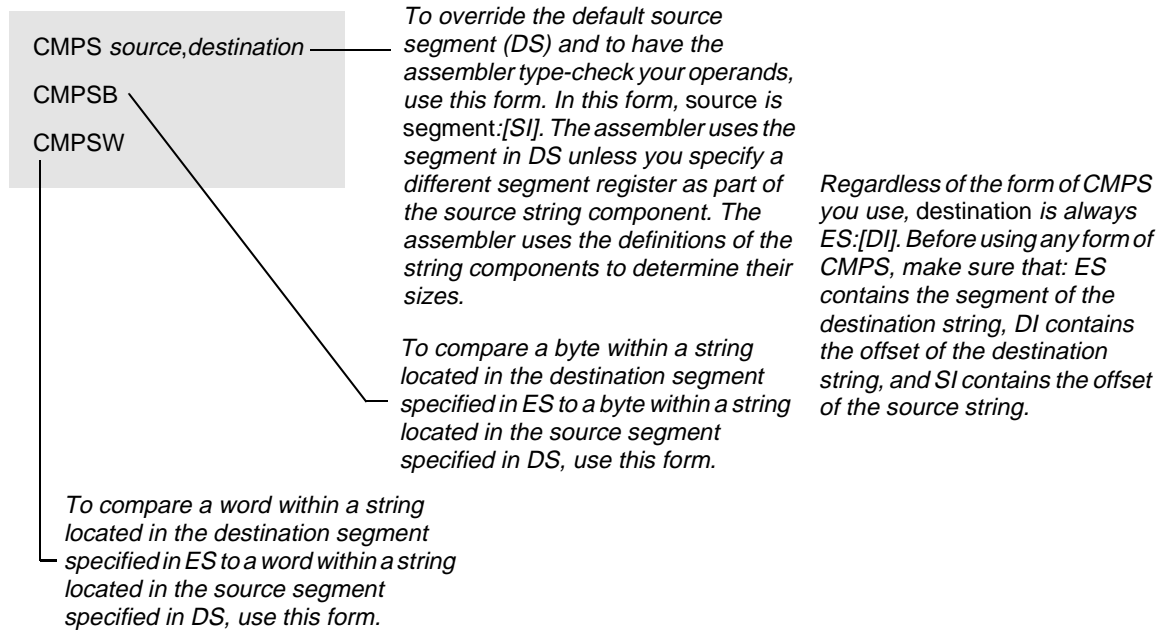 CMPS source,destination
CMPSB
CMPSW
To override the default source
segment (DS) and to have the
assembler type-check your operands,
use this form. In this form, source is
segment:[SI]. The assembler uses the
segment in DS unless you specify a
different segment register as part of
the source string component. The
assembler uses the definitions of the
string components to determine their
sizes.
To compare a byte within a string
located in the destination segment
specified in ES to a byte within a string
located in the source segment
specified in DS, use this form.
To compare a word within a string
located in the destination segment
specified in ES to a word within a string
located in the source segment
specified in DS, use this form.
Regardless of the form of CMPS
you use, destination is always
ES:[DI]. Before using any form of
CMPS, make sure that: ES
contains the segment of the
destination string, DI contains
the offset of the destination
string, and SI contains the offset
of the source string.